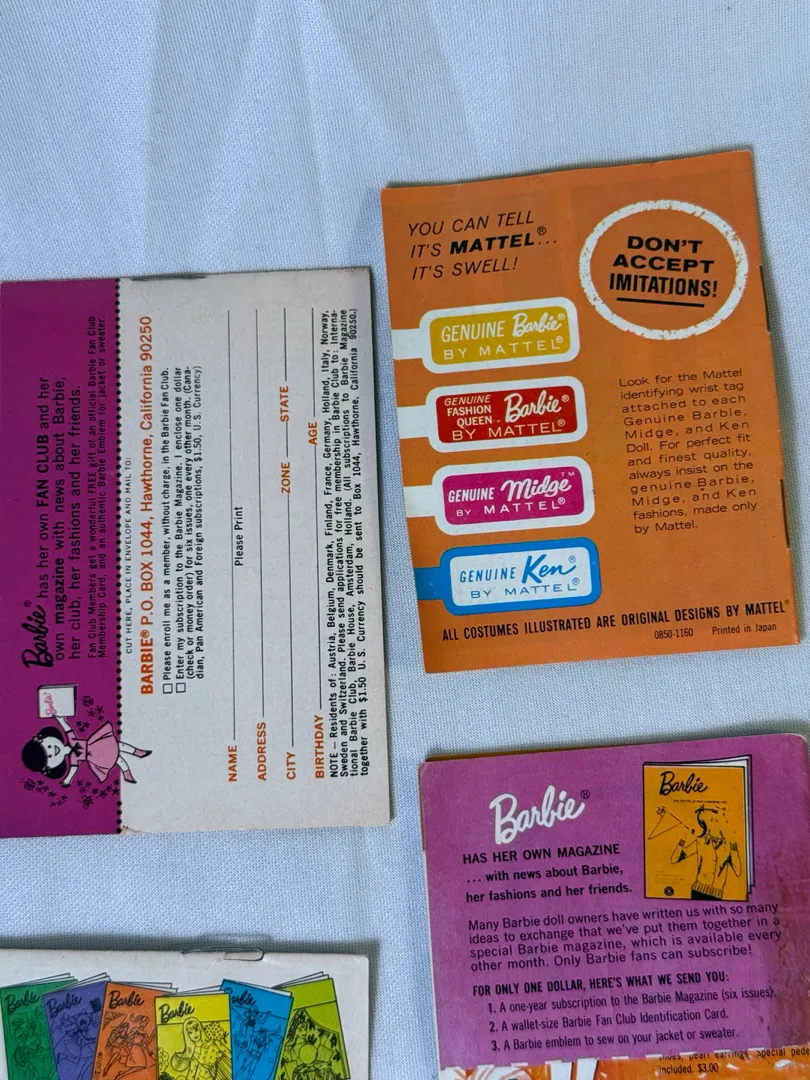 Barbie® has her own FAN CLUB and her
own magazine with news about Barbie,
her club, her fashions and her friends.
Fan Club Members get a wonderful FREE gift of an official Barbie Fan Club
Membership Card, and an authentic Barbie Emblem for jacket or sweater.
CUT HERE, PLACE IN ENVELOPE AND MAIL TO:
BARBIE® P.O. BOX 1044, Hawthorne, California 90250
Please enroll me as a member, without charge, in the Barbie Fan Club.
Enter my subscription to the Barbie Magazine. I enclose one dollar
(check or money order) for six issues, one every other month. (Cana-
dian, Pan American and Foreign subscriptions, $1.50, U.S. Currency)
NAME
Please Print
ADDRESS
CITY ZONE STATE
BIRTHDAY AGE
NOTE — Residents of: Austria, Belgium, Denmark, Finland, France, Germany, Holland, Italy, Norway,
Sweden and Switzerland. Please send applications for free membership in Barbie Club to: Interna-
tional Barbie Club, Barbie House, Amsterdam, Holland. (All subscriptions to Barbie Magazine
together with $1.50 U.S. Currency should be sent to Box 1044, Hawthorne, California 90250.)
YOU CAN TELL
IT'S MATTEL®...
IT'S SWELL!
DON'T
ACCEPT
IMITATIONS!
GENUINE Barbie®
BY MATTEL®
GENUINE
FASHION
QUEEN - Barbie®
BY MATTEL®
GENUINE Midge™
BY MATTEL®
GENUINE Ken®
BY MATTEL®
Look for the Mattel
identifying wrist tag
attached to each
Genuine Barbie,
Midge, and Ken
Doll. For perfect fit
and finest quality,
always insist on the
genuine Barbie,
Midge, and Ken
fashions, made only
by Mattel.
ALL COSTUMES ILLUSTRATED ARE ORIGINAL DESIGNS BY MATTEL®
0850-1160 Printed in Japan
Barbie®
HAS HER OWN MAGAZINE
... with news about Barbie,
her fashions and her friends.
Barbie
Many Barbie doll owners have written us with so many
ideas to exchange that we've put them together in a
special Barbie magazine, which is available every
other month. Only Barbie fans can subscribe!
FOR ONLY ONE DOLLAR, HERE'S WHAT WE SEND YOU:
1. A one-year subscription to the Barbie Magazine (six issues).
2. A wallet-size Barbie Fan Club Identification Card.
3. A Barbie emblem to sew on your jacket or sweater.
shoes, pearl earrings. Special pede
included. $3.00
Barbie
Barbie
Barbie
Barbie
Barbie